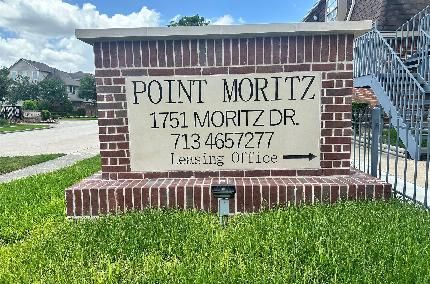 POINT MORITZ
1751 MORITZ DR.
713 4657277
Leasing Office